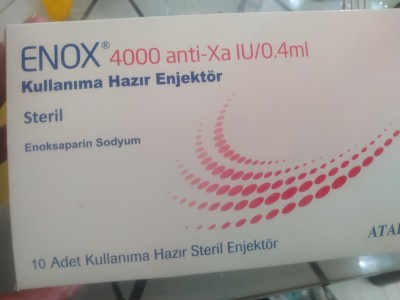 ENOX® 4000 anti-Xa IU/0.4ml
Kullanıma Hazır Enjektör
Steril
Enoksaparin Sodyum
10 Adet Kullanıma Hazır Steril Enjektör